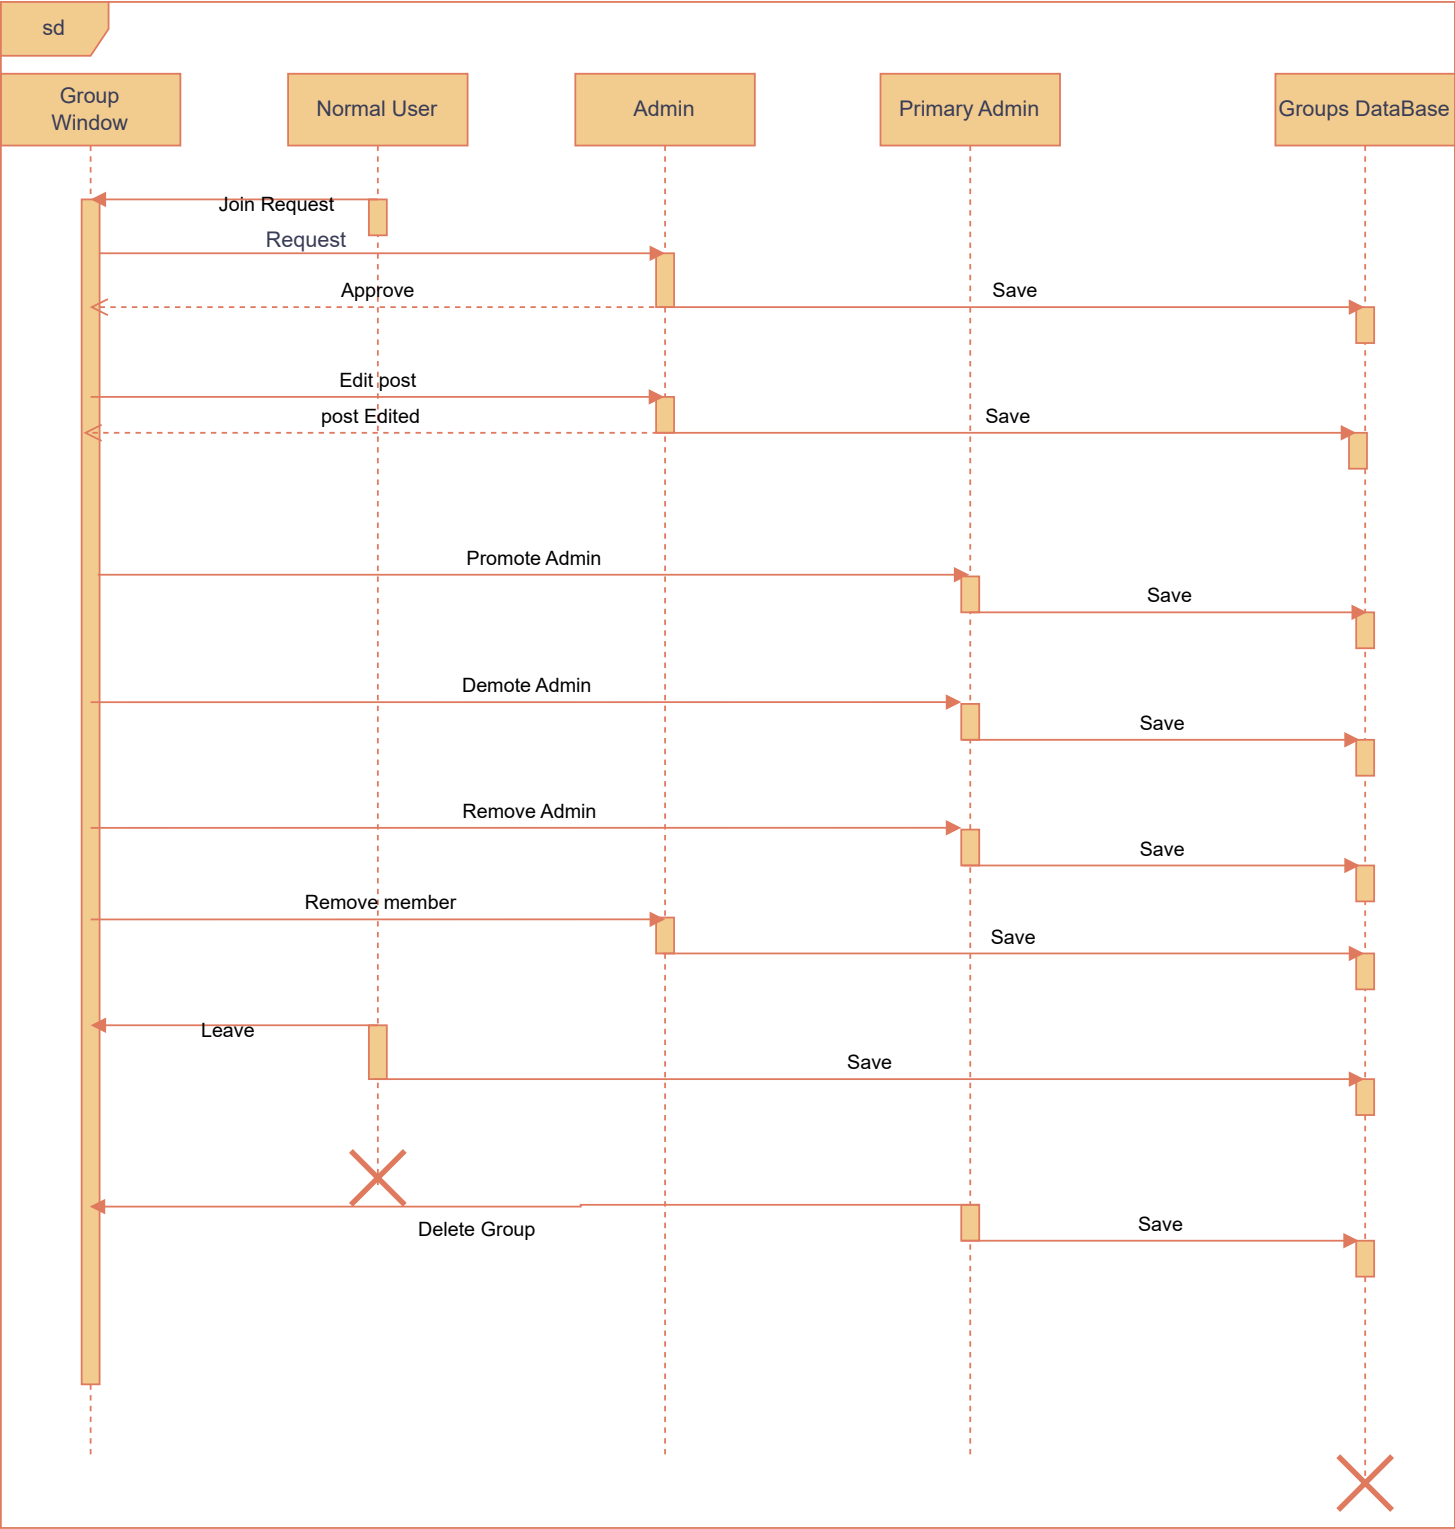 sd
Group
Window
Normal User
Admin
Primary Admin
Groups DataBase
Join Request
Request
Approve
Save
Edit post
post Edited
Save
Promote Admin
Save
Demote Admin
Save
Remove Admin
Save
Remove member
Save
Leave
Save
Delete Group
Save